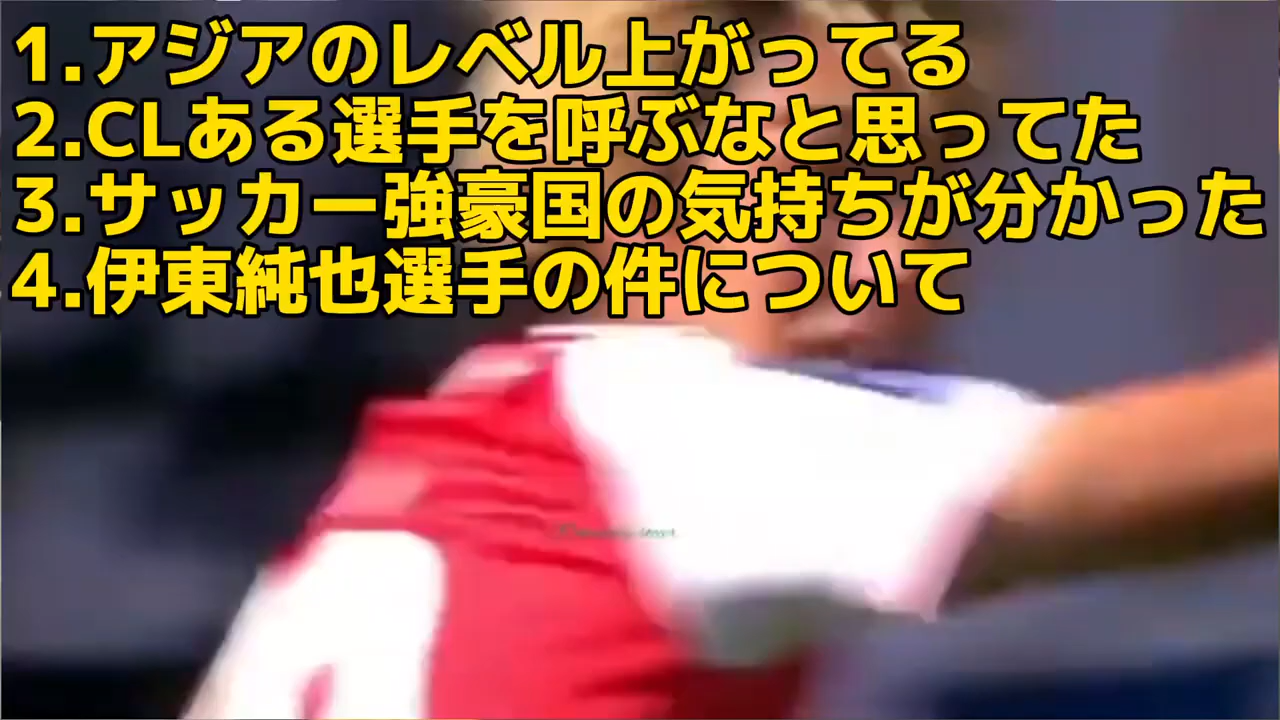 1.アジアのレベル上がってる
2.CLある選手を呼ぶなと思ってた
3.サッカー強豪国の気持ちが分かった
4.伊東純也選手の件について